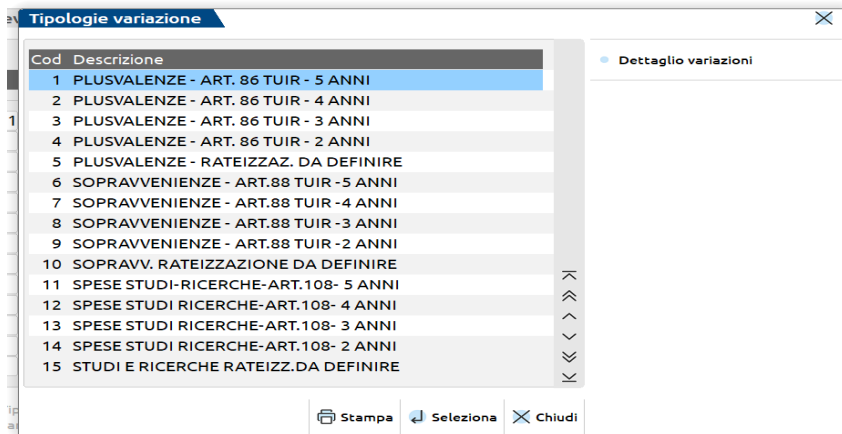 Tipologie variazione
Cod Descrizione
1 PLUSVALENZE - ART. 86 TUIR - 5 ANNI
2 PLUSVALENZE - ART. 86 TUIR - 4 ANNI
3 PLUSVALENZE - ART. 86 TUIR - 3 ANNI
4 PLUSVALENZE - ART. 86 TUIR - 2 ANNI
5 PLUSVALENZE - RATEIZZAZ. DA DEFINIRE
6 SOPRAVVENIENZE - ART.88 TUIR -5 ANNI
7 SOPRAVVENIENZE - ART.88 TUIR -4 ANNI
8 SOPRAVVENIENZE - ART.88 TUIR -3 ANNI
9 SOPRAVVENIENZE - ART.88 TUIR -2 ANNI
10 SOPRAVV. RATEIZZAZIONE DA DEFINIRE
11 SPESE STUDI-RICERCHE-ART.108- 5 ANNI
12 SPESE STUDI RICERCHE-ART.108- 4 ANNI
13 SPESE STUDI RICERCHE-ART.108- 3 ANNI
14 SPESE STUDI RICERCHE-ART.108- 2 ANNI
15 STUDI E RICERCHE RATEIZZ.DA DEFINIRE
Dettaglio variazioni
Stampa Seleziona Chiudi
1